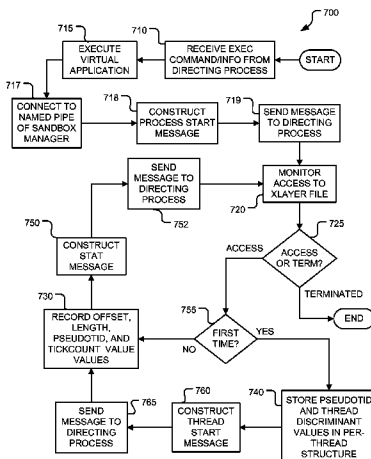 700
715
EXECUTE
VIRTUAL
APPLICATION
710
RECEIVE EXEC
COMMAND/INFO FROM
DIRECTING PROCESS
START
717
CONNECT TO
NAMED PIPE
OF SANDBOX
MANAGER
718
CONSTRUCT
PROCESS START
MESSAGE
719
SEND MESSAGE
TO DIRECTING
PROCESS
SEND
MESSAGE TO
DIRECTING
PROCESS
752
MONITOR
ACCESS TO
XLAYER FILE
720
750
CONSTRUCT
STAT
MESSAGE
725
ACCESS
OR TERM?
ACCESS
TERMINATED
END
730
RECORD OFFSET,
LENGTH,
PSEUDOTID, AND
TICKCOUNT VALUE
VALUES
755
FIRST
TIME?
NO
YES
740
STORE PSEUDOTID
AND THREAD
DISCRIMINANT
VALUES IN PER-
THREAD
STRUCTURE
760
CONSTRUCT
THREAD
START
MESSAGE
765
SEND
MESSAGE TO
DIRECTING
PROCESS